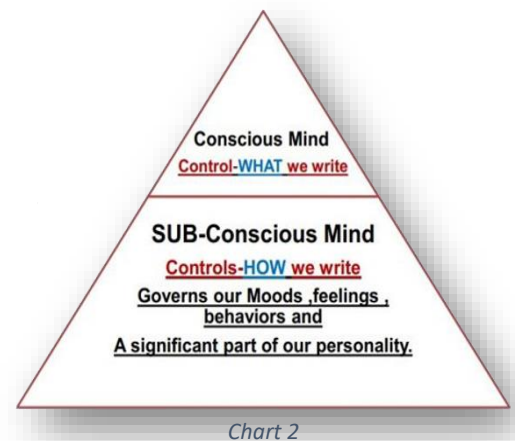 Conscious Mind
Control-WHAT we write
SUB-Conscious Mind
Controls-HOW we write
Governs our Moods ,feelings ,
behaviors and
A significant part of our personality.
Chart 2